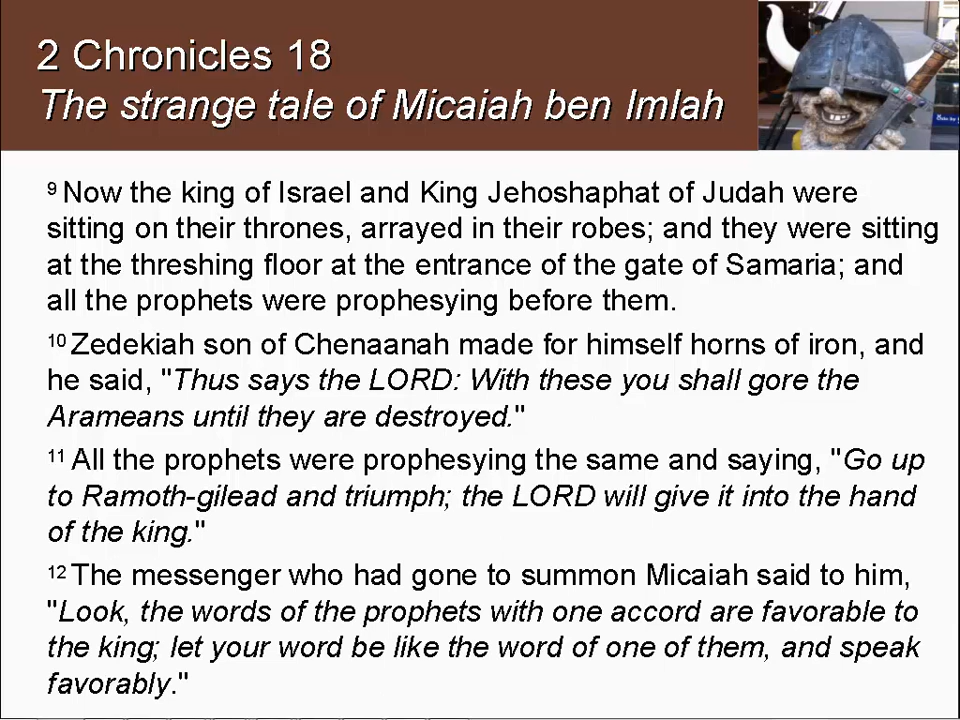 2 Chronicles 18
The strange tale of Micaiah ben Imlah
9 Now the king of Israel and King Jehoshaphat of Judah were
sitting on their thrones, arrayed in their robes; and they were sitting
at the threshing floor at the entrance of the gate of Samaria; and
all the prophets were prophesying before them.
10 Zedekiah son of Chenaanah made for himself horns of iron, and
he said, "Thus says the LORD: With these you shall gore the
Arameans until they are destroyed."
11 All the prophets were prophesying the same and saying, "Go up
to Ramoth-gilead and triumph; the LORD will give it into the hand
of the king."
12 The messenger who had gone to summon Micaiah said to him,
"Look, the words of the prophets with one accord are favorable to
the king; let your word be like the word of one of them, and speak
favorably."